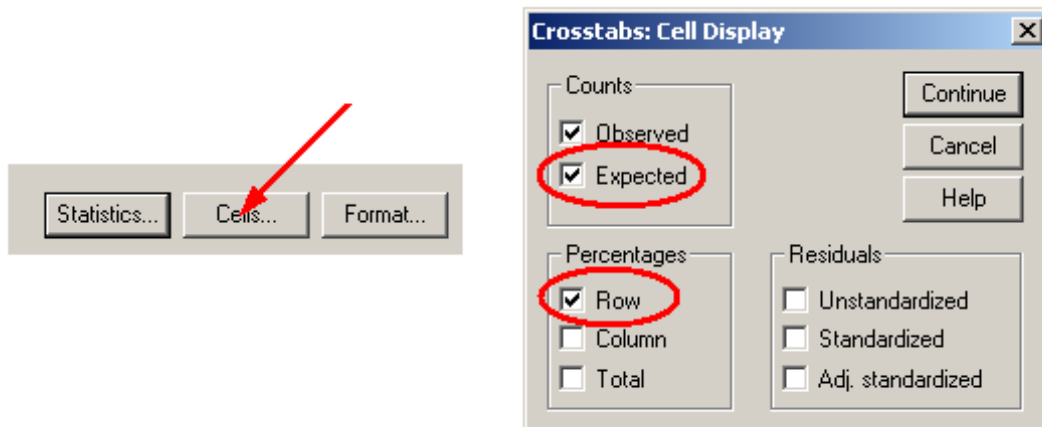 Statistics...
Cells...
Format...
Crosstabs: Cell Display
Counts
Observed
Expected
Continue
Cancel
Help
Percentages
Row
Column
Total
Residuals
Unstandardized
Standardized
Adj. standardized